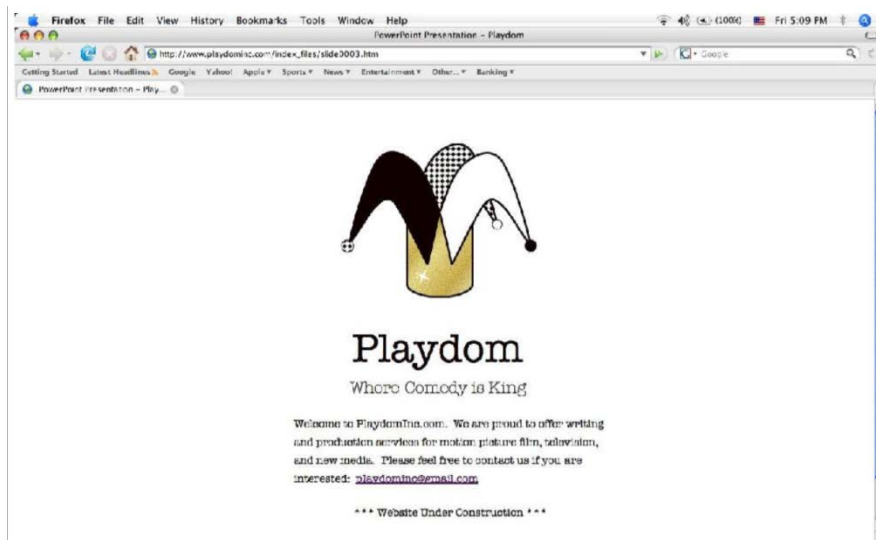 Firefox File Edit View History Bookmarks Tools Window Help (100%) Fri 5:09 PM
PowerPoint Presentation – Playdom
http://www.playdominc.com/index_files/slide0003.htm Google
Getting Started Latest Headlines Google Yahoo! Apple Sports News Entertainment Other... Banking
PowerPoint Presentation – Play...
Playdom
Where Comedy is King
Welcome to PlaydomInc.com. We are proud to offer writing
and production services for motion picture film, television,
and new media. Please feel free to contact us if you are
interested: playdominc@gmail.com
*** Website Under Construction ***